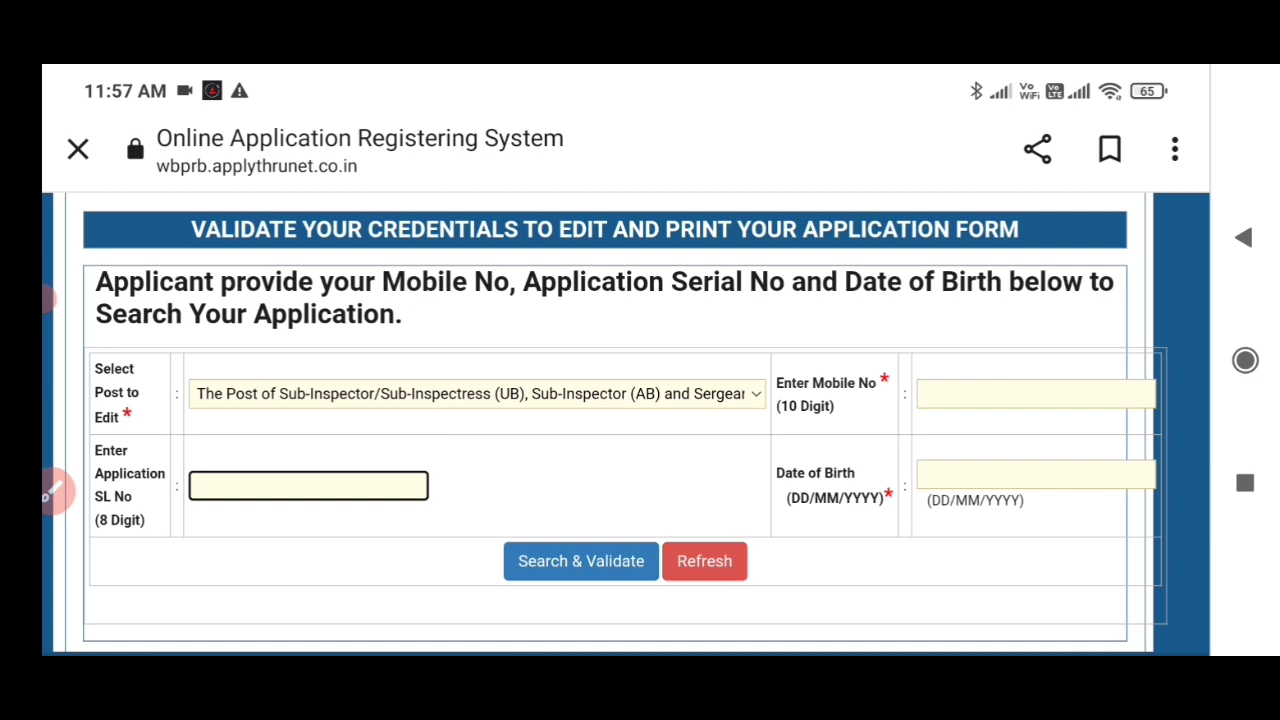 11:57 AM
Vo WiFi Vo LTE 65
Online Application Registering System
wbprb.applythrunet.co.in
VALIDATE YOUR CREDENTIALS TO EDIT AND PRINT YOUR APPLICATION FORM
Applicant provide your Mobile No, Application Serial No and Date of Birth below to
Search Your Application.
Select
Post to
Edit *
:
The Post of Sub-Inspector/Sub-Inspectress (UB), Sub-Inspector (AB) and Sergear
Enter Mobile No *
(10 Digit)
:
Enter
Application
SL No
(8 Digit)
:
Date of Birth
(DD/MM/YYYY)*
:
(DD/MM/YYYY)
Search & Validate
Refresh